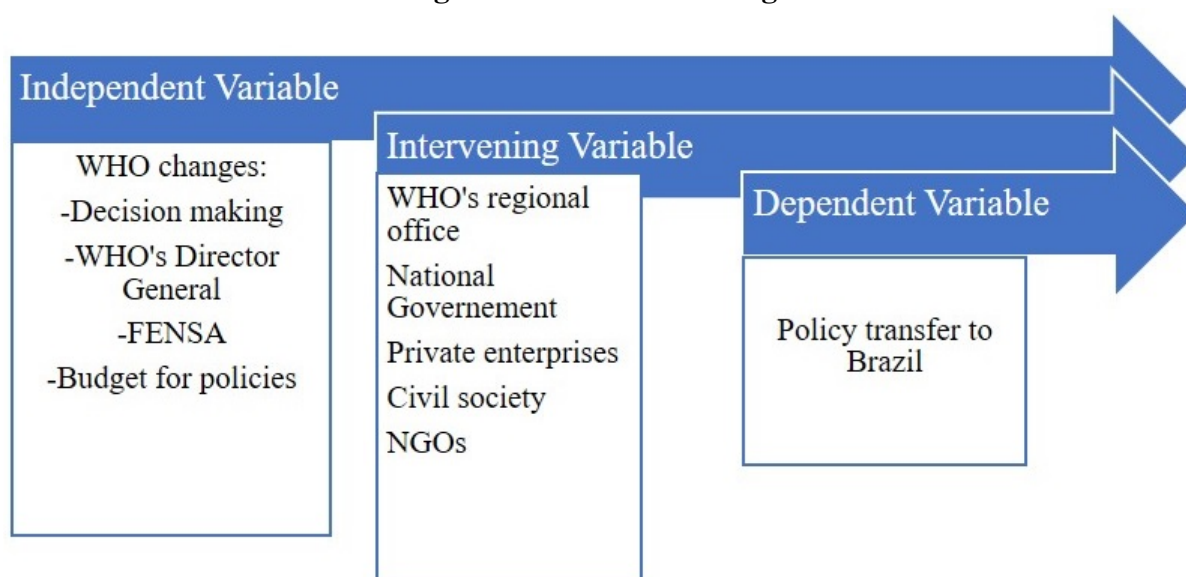 Independent Variable
WHO changes:
-Decision making
-WHO's Director
General
-FENSA
-Budget for policies
Intervening Variable
WHO's regional
office
National
Governement
Private enterprises
Civil society
NGOs
Dependent Variable
Policy transfer to
Brazil